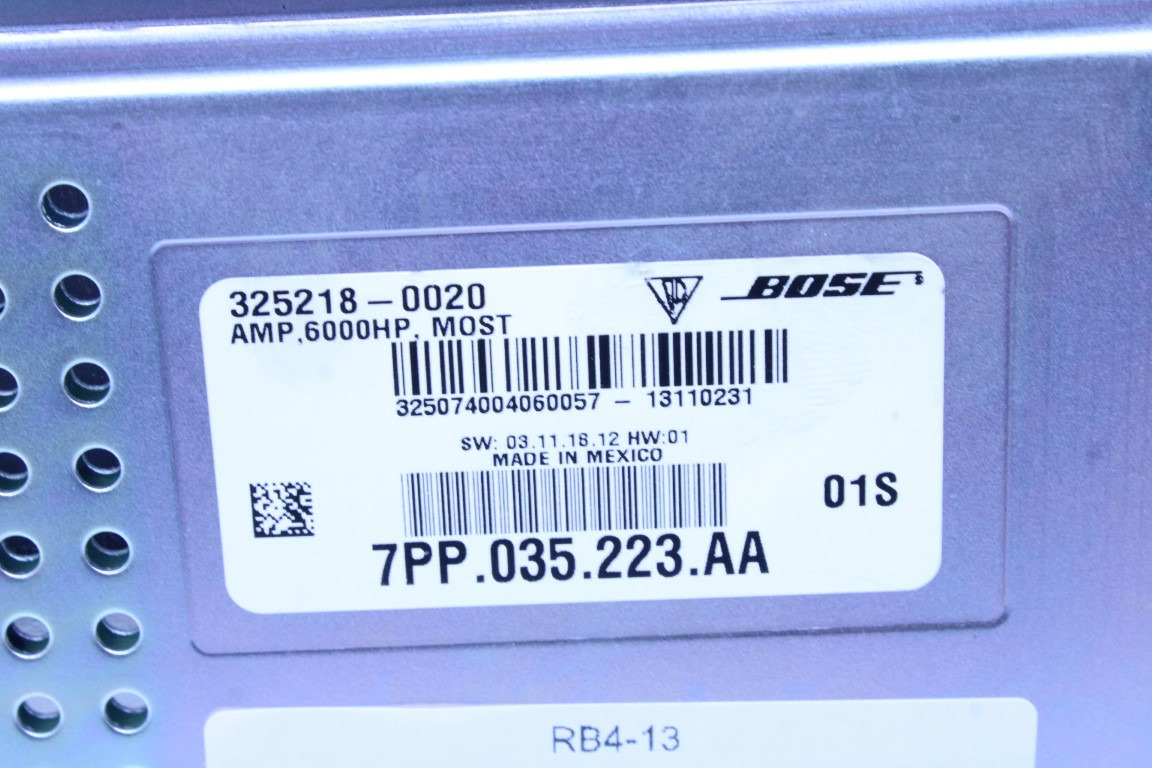 325218-0020
BOSE
AMP,6000HP, MOST
325074004060057 - 13110231
SW: 03.11.18.12 HW:01
MADE IN MEXICO
01S
7PP.035.223.AA
RB4-13